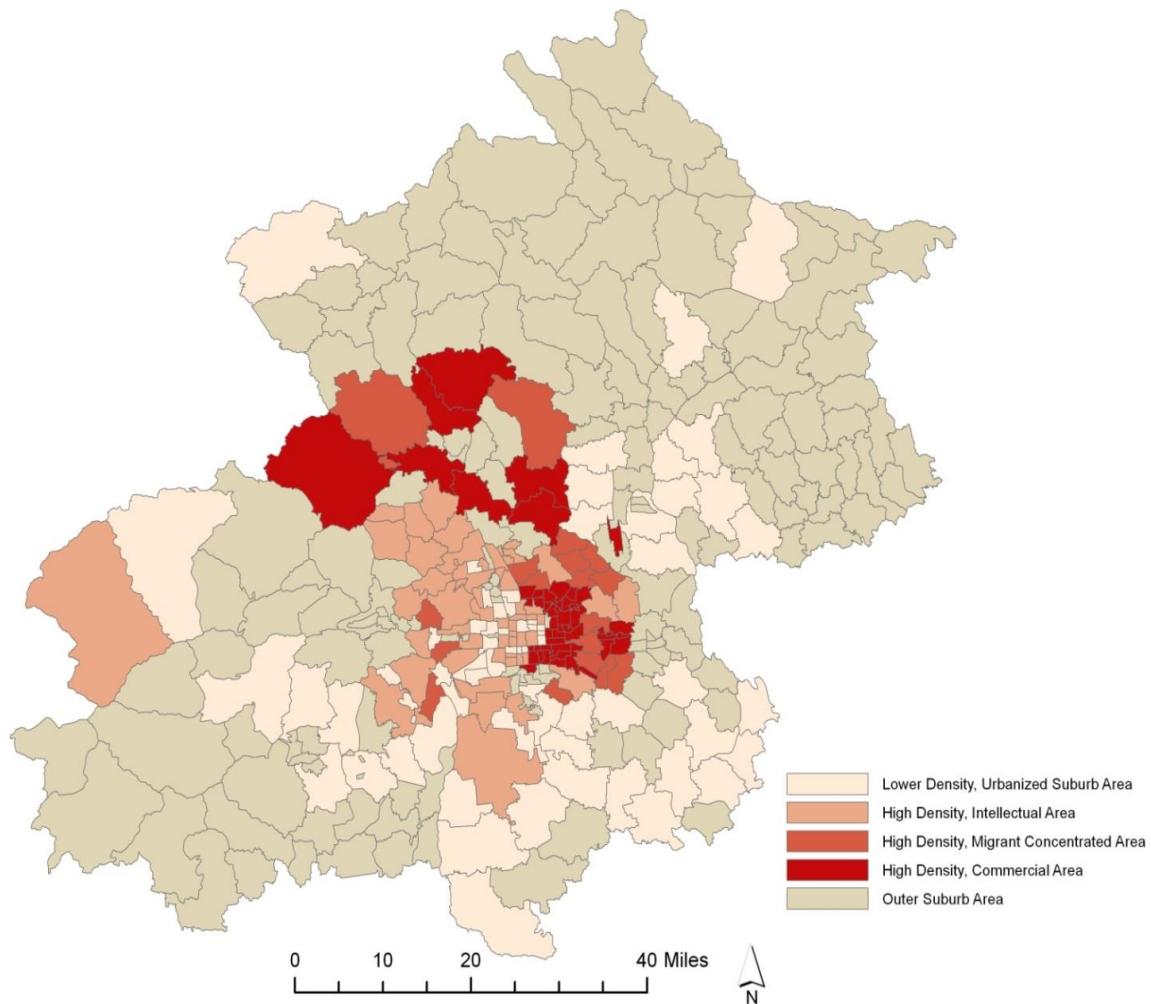 Lower Density, Urbanized Suburb Area
High Density, Intellectual Area
High Density, Migrant Concentrated Area
High Density, Commercial Area
Outer Suburb Area
0 10 20 40 Miles
N